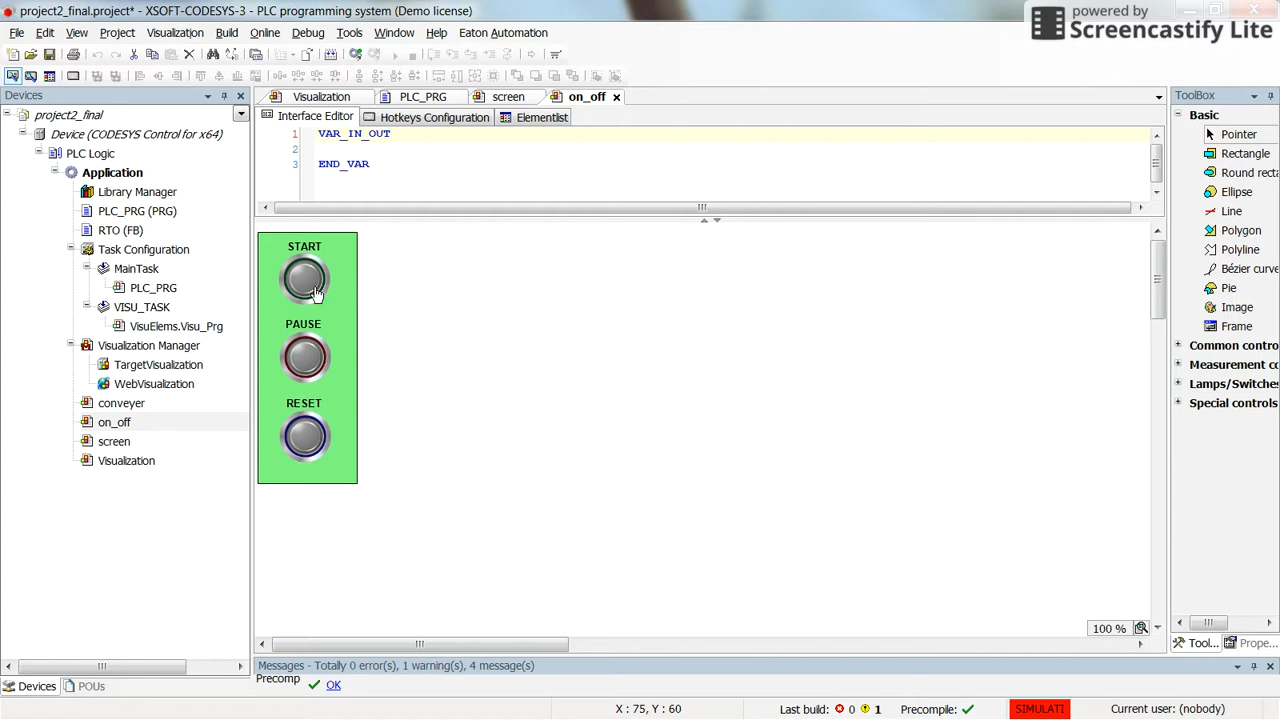 project2_final.project* - XSOFT-CODESYS-3 - PLC programming system (Demo license)
powered by
Screencastify Lite
File Edit View Project Visualization Build Online Debug Tools Window Help Eaton Automation
Devices
project2_final
Device (CODESYS Control for x64)
PLC Logic
Application
Library Manager
PLC_PRG (PRG)
RTO (FB)
Task Configuration
MainTask
PLC_PRG
VISU_TASK
VisuElems.Visu_Prg
Visualization Manager
TargetVisualization
WebVisualization
conveyer
on_off
screen
Visualization
Devices POUs
Visualization PLC_PRG screen on_off
Interface Editor Hotkeys Configuration Elementlist
1 VAR_IN_OUT
2
3 END_VAR
START
PAUSE
RESET
100 %
ToolBox
Basic
Pointer
Rectangle
Round recta
Ellipse
Line
Polygon
Polyline
Bézier curve
Pie
Image
Frame
Common contro
Measurement co
Lamps/Switches
Special controls
Tool... Prope...
Messages - Totally 0 error(s), 1 warning(s), 4 message(s)
Precomp OK
X : 75, Y : 60
Last build: 0 1 Precompile:
SIMULATI
Current user: (nobody)